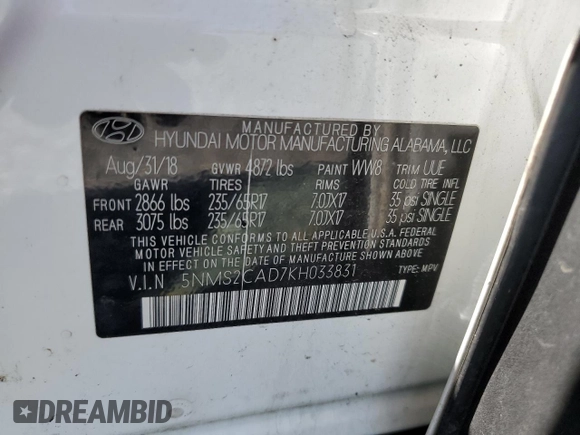 MANUFACTURED BY
HYUNDAI MOTOR MANUFACTURING ALABAMA, LLC
Aug/31/18 GVWR 4872 lbs PAINT WW8 TRIM UUE
GAWR TIRES RIMS COLD TIRE INFL
FRONT 2866 lbs 235/65R17 7.0JX17 35 psi SINGLE
REAR 3075 lbs 235/65R17 7.0JX17 35 psi SINGLE
THIS VEHICLE CONFORMS TO ALL APPLICABLE U.S.A. FEDERAL
MOTOR VEHICLE SAFETY AND THEFT PREVENTION STANDARDS
IN EFFECT ON THE DATE OF MANUFACTURE SHOWN ABOVE.
V.I.N 5NMS2CAD7KH033831 TYPE: MPV
DREAMBID